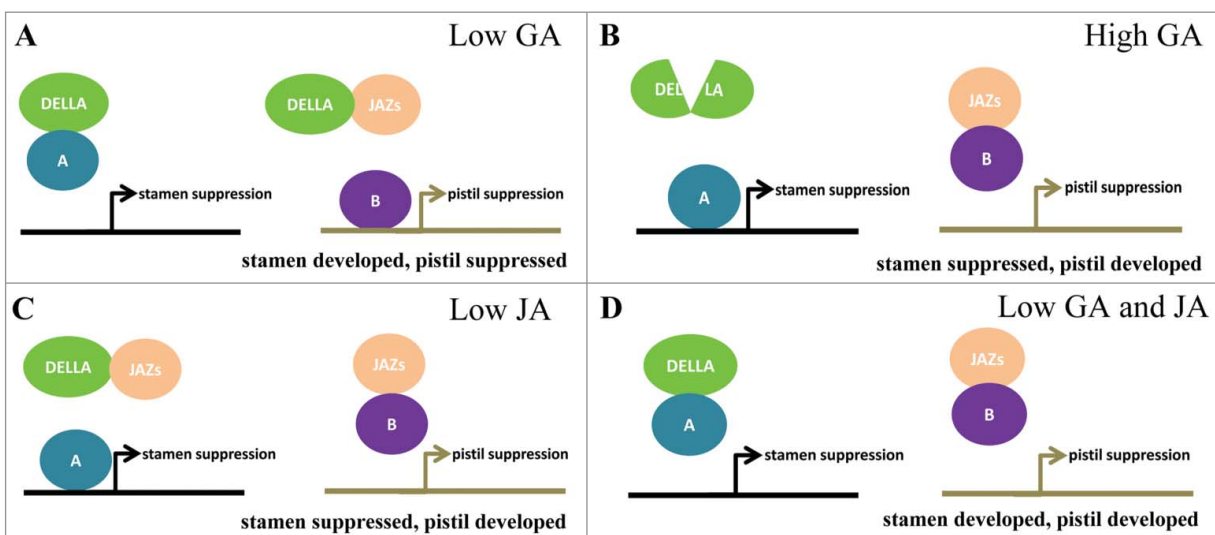 A
Low GA
DELLA
A
stamen suppression
DELLA
JAZs
B
pistil suppression
stamen developed, pistil suppressed
B
High GA
DEL LA
A
stamen suppression
JAZs
B
pistil suppression
stamen suppressed, pistil developed
C
Low JA
DELLA
JAZs
A
stamen suppression
JAZs
B
pistil suppression
stamen suppressed, pistil developed
D
Low GA and JA
DELLA
A
stamen suppression
JAZs
B
pistil suppression
stamen developed, pistil developed